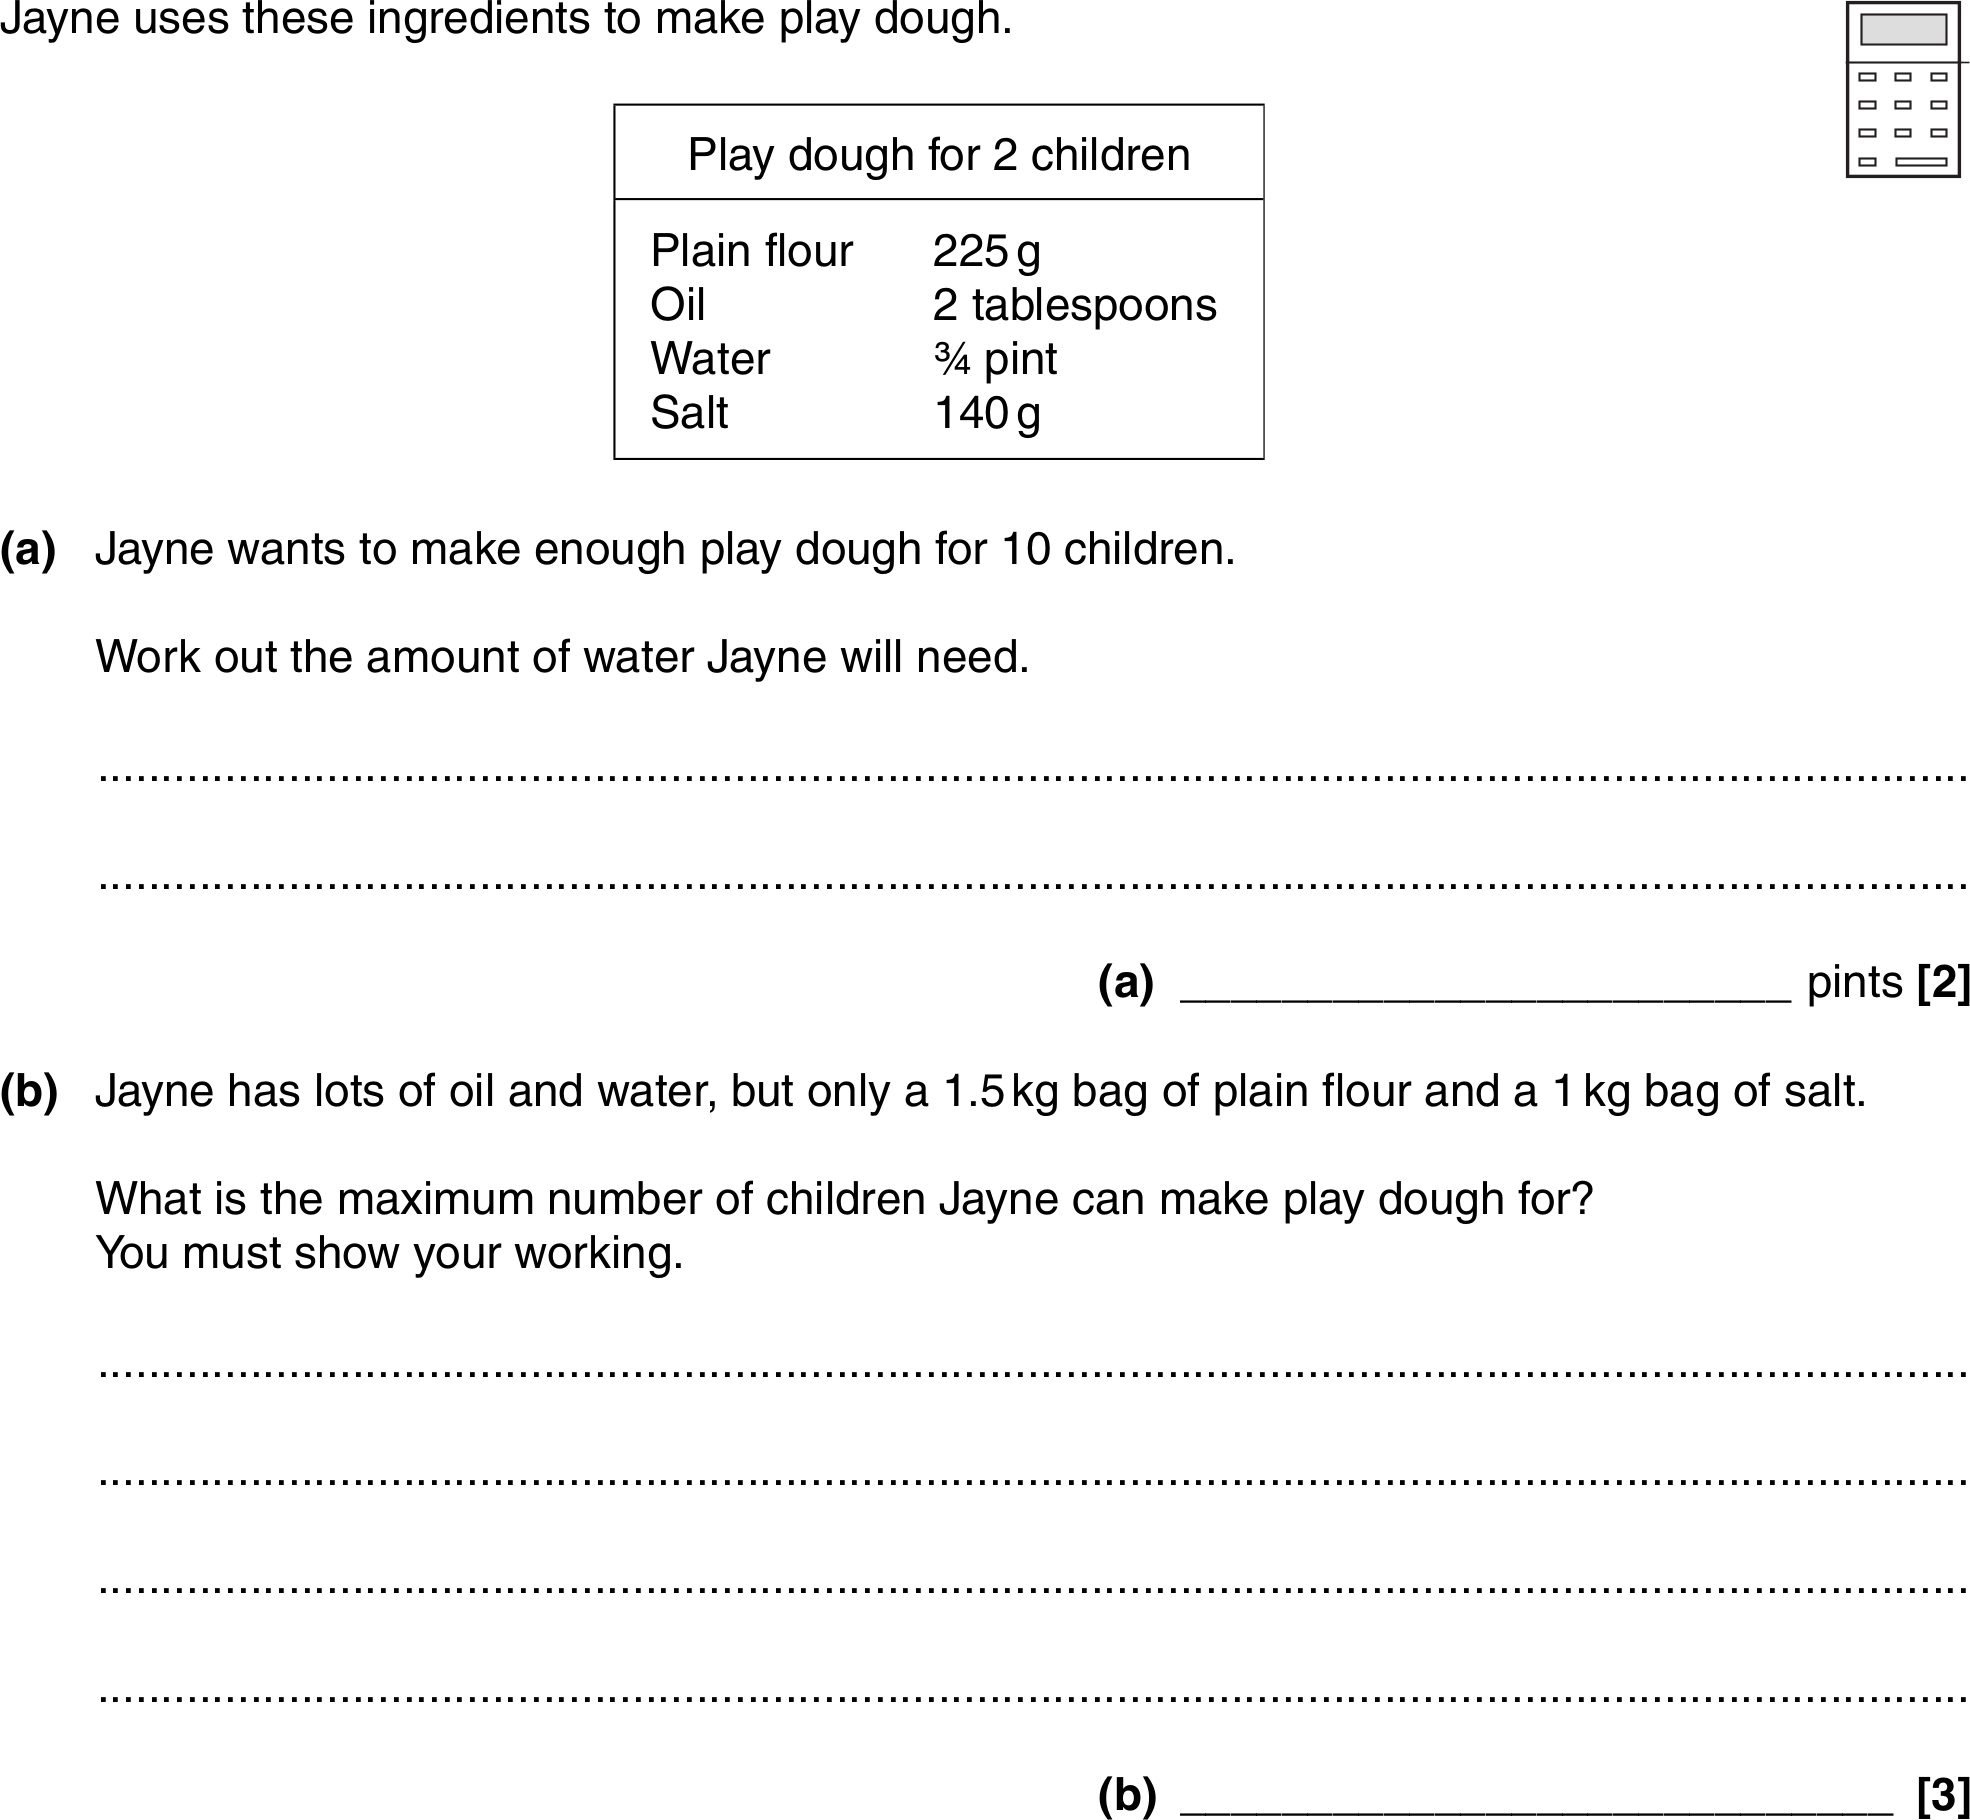 Jayne uses these ingredients to make play dough.
Play dough for 2 children
Plain flour 225 g
Oil 2 tablespoons
Water ¾ pint
Salt 140 g
(a) Jayne wants to make enough play dough for 10 children.
Work out the amount of water Jayne will need.
(a) ________________________ pints [2]
(b) Jayne has lots of oil and water, but only a 1.5 kg bag of plain flour and a 1 kg bag of salt.
What is the maximum number of children Jayne can make play dough for?
You must show your working.
(b) ____________________________ [3]